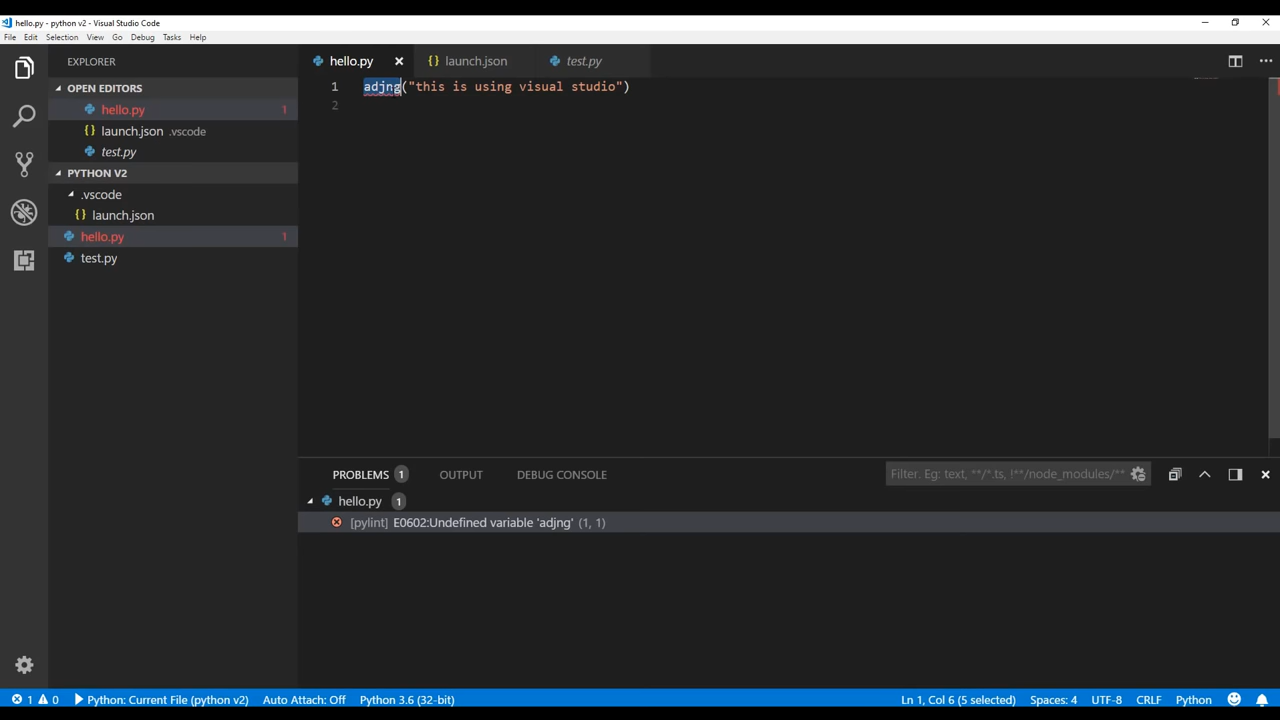 hello.py - python v2 - Visual Studio Code
File Edit Selection View Go Debug Tasks Help
EXPLORER
OPEN EDITORS
hello.py 1
launch.json .vscode
test.py
PYTHON V2
.vscode
launch.json
hello.py 1
test.py
hello.py launch.json test.py
1 adjng("this is using visual studio")
2
PROBLEMS 1 OUTPUT DEBUG CONSOLE Filter. Eg: text, **/*.ts, !**/node_modules/**
hello.py 1
[pylint] E0602:Undefined variable 'adjng' (1, 1)
1 0 Python: Current File (python v2) Auto Attach: Off Python 3.6 (32-bit) Ln 1, Col 6 (5 selected) Spaces: 4 UTF-8 CRLF Python